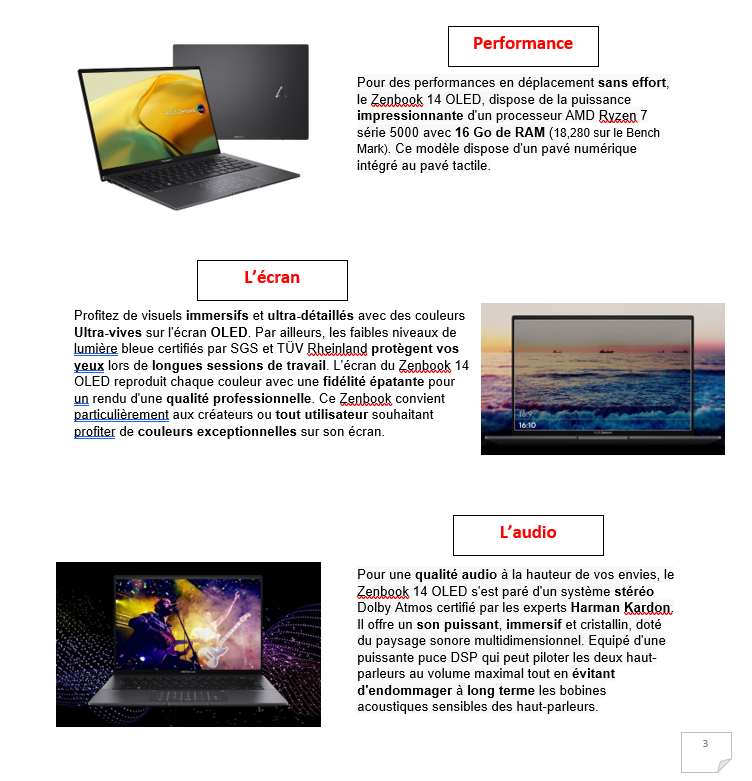 Performance
Pour des performances en déplacement sans effort,
le Zenbook 14 OLED, dispose de la puissance
impressionnante d'un processeur AMD Ryzen 7
série 5000 avec 16 Go de RAM (18,280 sur le Bench
Mark). Ce modèle dispose d'un pavé numérique
intégré au pavé tactile.
L'écran
Profitez de visuels immersifs et ultra-détaillés avec des couleurs
Ultra-vives sur l'écran OLED. Par ailleurs, les faibles niveaux de
lumière bleue certifiés par SGS et TÜV Rheinland protègent vos
yeux lors de longues sessions de travail. L'écran du Zenbook 14
OLED reproduit chaque couleur avec une fidélité épatante pour
un rendu d'une qualité professionnelle. Ce Zenbook convient
particulièrement aux créateurs ou tout utilisateur souhaitant
profiter de couleurs exceptionnelles sur son écran.
16:9
16:10
L'audio
Pour une qualité audio à la hauteur de vos envies, le
Zenbook 14 OLED s'est paré d'un système stéréo
Dolby Atmos certifié par les experts Harman Kardon.
Il offre un son puissant, immersif et cristallin, doté
du paysage sonore multidimensionnel. Equipé d'une
puissante puce DSP qui peut piloter les deux haut-
parleurs au volume maximal tout en évitant
d'endommager à long terme les bobines
acoustiques sensibles des haut-parleurs.
3